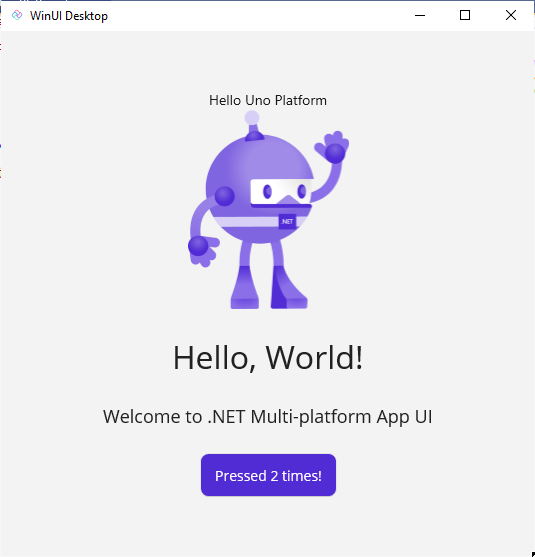 WinUI Desktop
Hello Uno Platform
.NET
Hello, World!
Welcome to .NET Multi-platform App UI
Pressed 2 times!